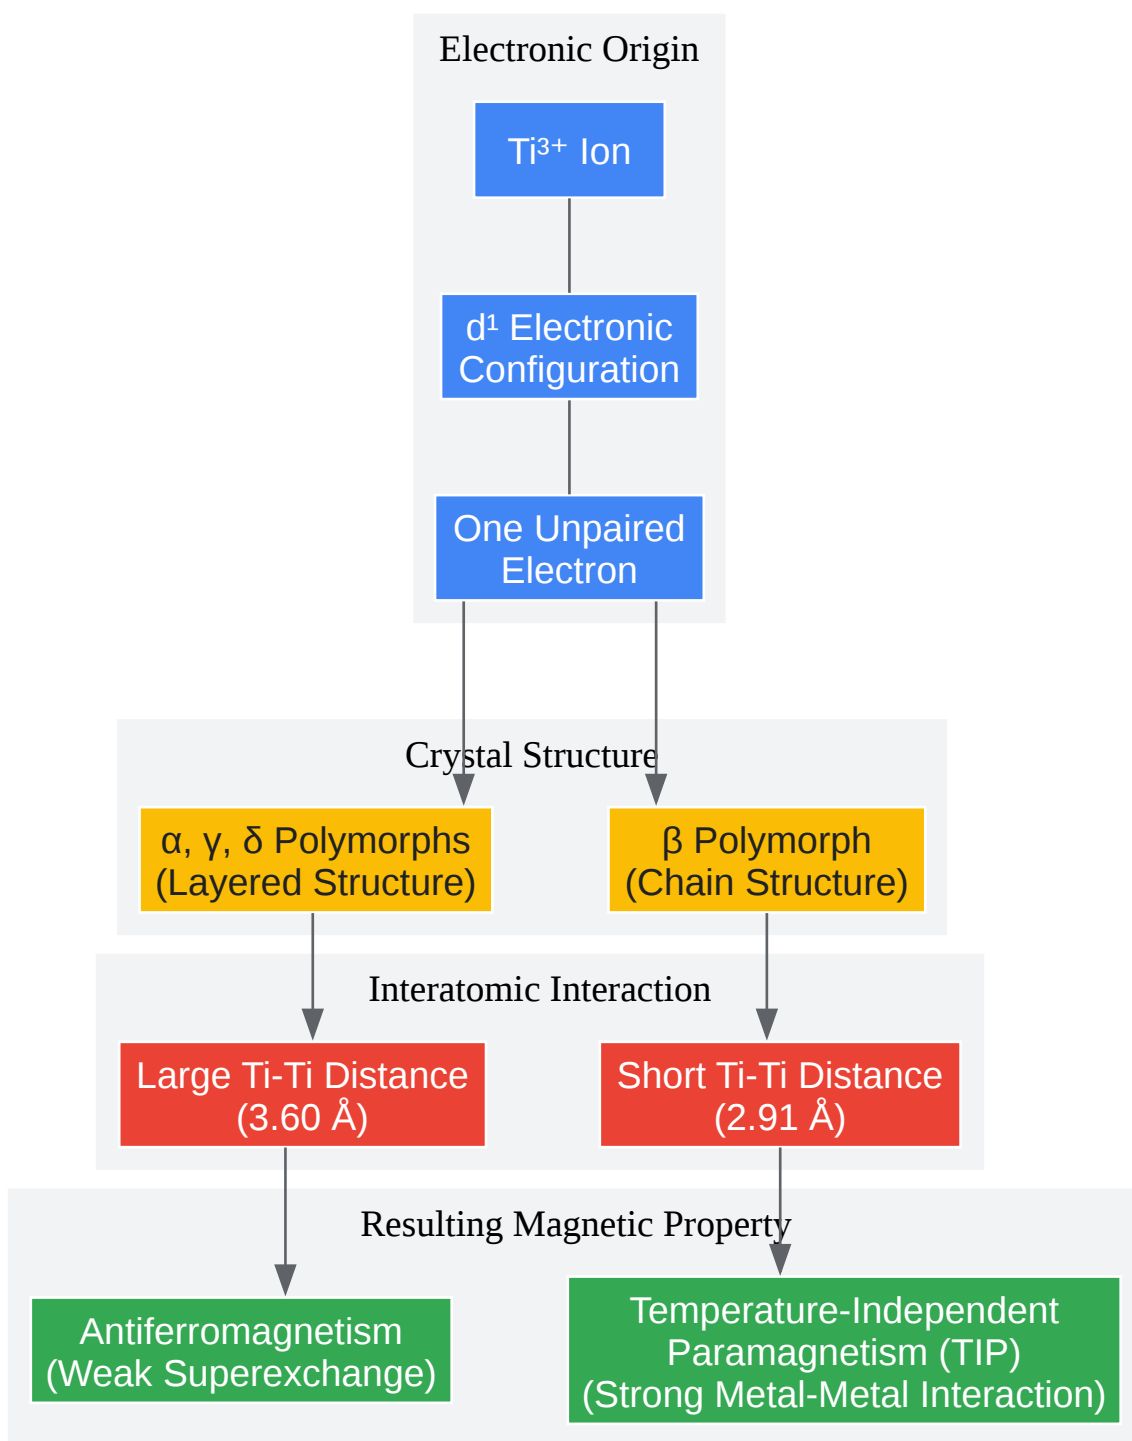 Electronic Origin
Ti³⁺ Ion
d¹ Electronic
Configuration
One Unpaired
Electron
Crystal Structure
α, γ, δ Polymorphs
(Layered Structure)
β Polymorph
(Chain Structure)
Interatomic Interaction
Large Ti-Ti Distance
(3.60 Å)
Short Ti-Ti Distance
(2.91 Å)
Resulting Magnetic Property
Antiferromagnetism
(Weak Superexchange)
Temperature-Independent
Paramagnetism (TIP)
(Strong Metal-Metal Interaction)